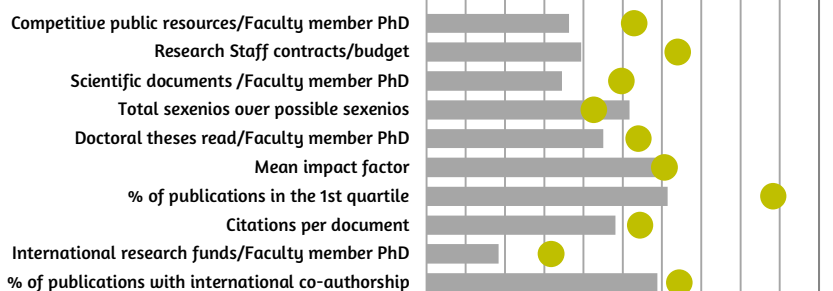 Competitive public resources/Faculty member PhD
Research Staff contracts/budget
Scientific documents /Faculty member PhD
Total sexenios over possible sexenios
Doctoral theses read/Faculty member PhD
Mean impact factor
% of publications in the 1st quartile
Citations per document
International research funds/Faculty member PhD
% of publications with international co-authorship